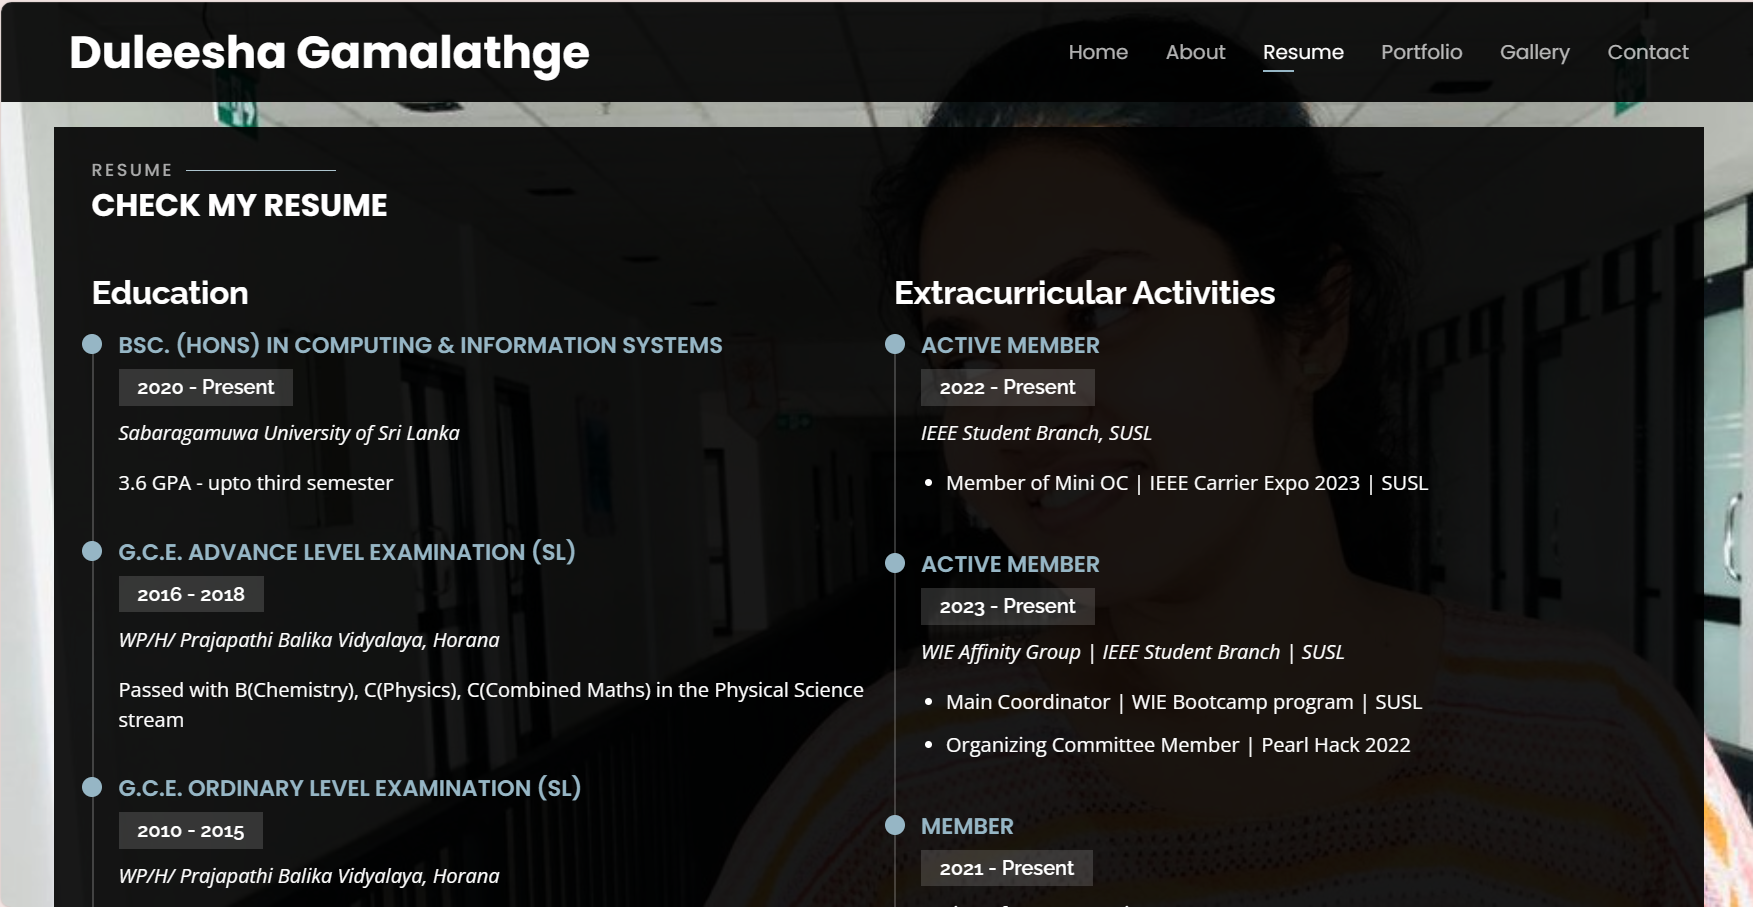 Duleesha Gamalathge
Home About Resume Portfolio Gallery Contact
RESUME
CHECK MY RESUME
Education
BSC. (HONS) IN COMPUTING & INFORMATION SYSTEMS
2020 - Present
Sabaragamuwa University of Sri Lanka
3.6 GPA - upto third semester
G.C.E. ADVANCE LEVEL EXAMINATION (SL)
2016 - 2018
WP/H/ Prajapathi Balika Vidyalaya, Horana
Passed with B(Chemistry), C(Physics), C(Combined Maths) in the Physical Science
stream
G.C.E. ORDINARY LEVEL EXAMINATION (SL)
2010 - 2015
WP/H/ Prajapathi Balika Vidyalaya, Horana
Extracurricular Activities
ACTIVE MEMBER
2022 - Present
IEEE Student Branch, SUSL
• Member of Mini OC | IEEE Carrier Expo 2023 | SUSL
ACTIVE MEMBER
2023 - Present
WIE Affinity Group | IEEE Student Branch | SUSL
• Main Coordinator | WIE Bootcamp program | SUSL
• Organizing Committee Member | Pearl Hack 2022
MEMBER
2021 - Present